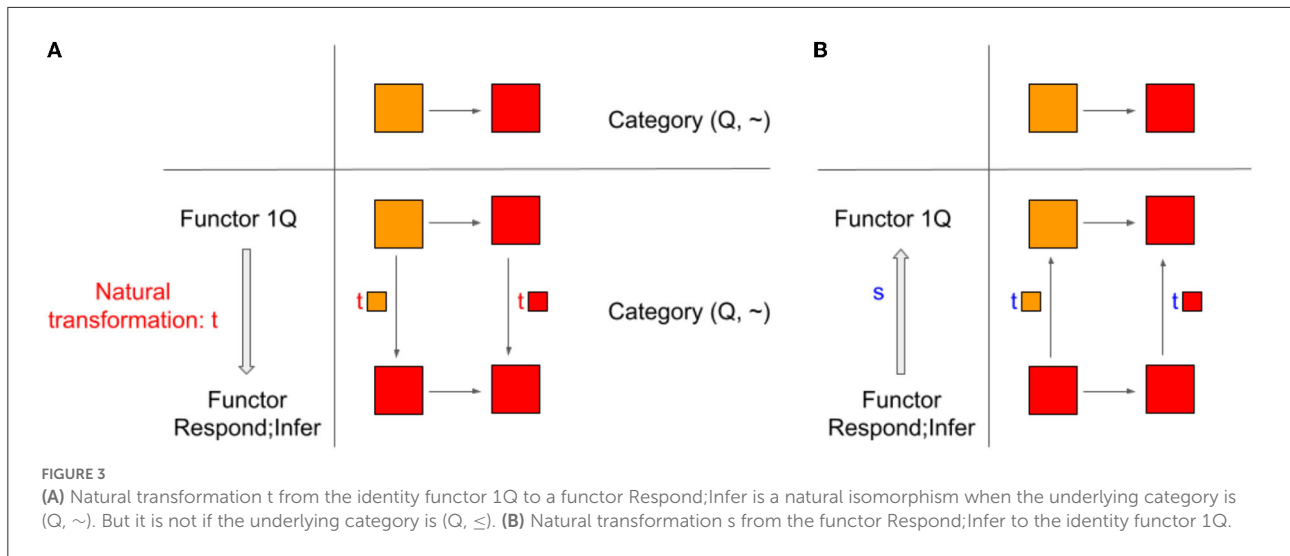 A
B
Category (Q, ~)
Functor 1Q
Functor 1Q
Natural
transformation: t
t
t
Category (Q, ~)
s
t
t
Functor
Respond;Infer
Functor
Respond;Infer
FIGURE 3
(A) Natural transformation t from the identity functor 1Q to a functor Respond;Infer is a natural isomorphism when the underlying category is
(Q, ∼). But it is not if the underlying category is (Q, ≤). (B) Natural transformation s from the functor Respond;Infer to the identity functor 1Q.